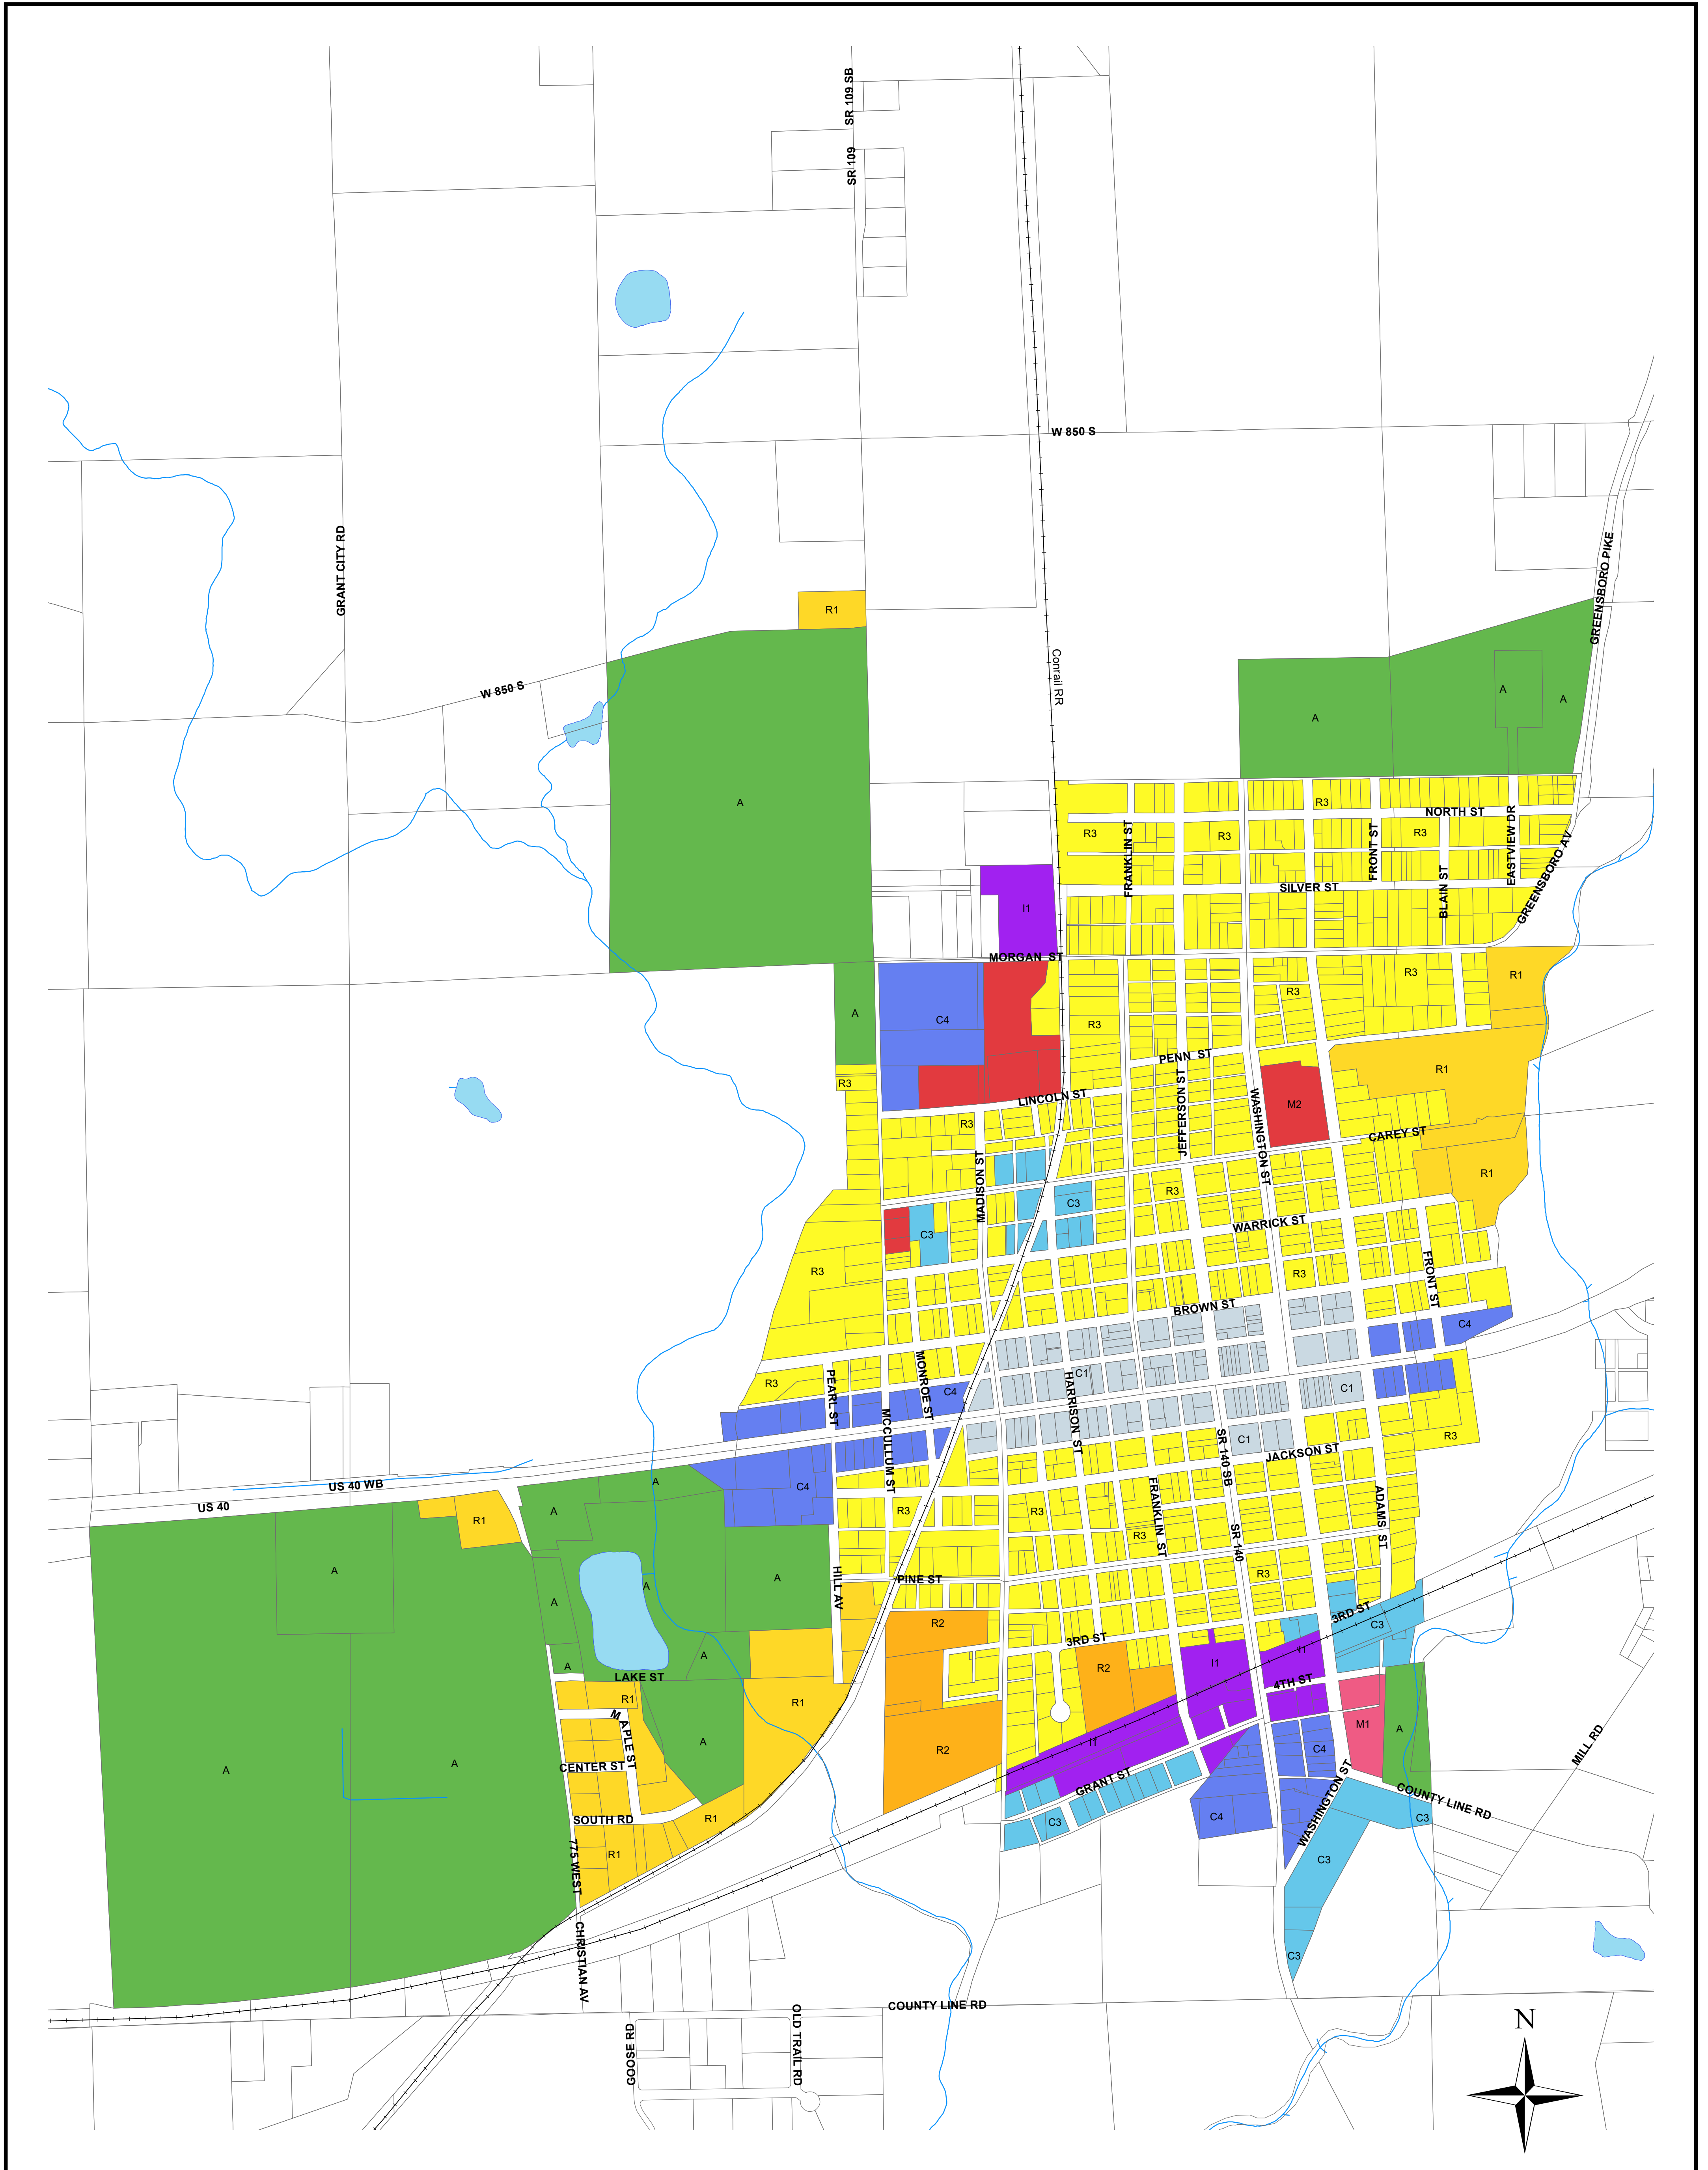 SR 109 SB
SR 109
W 850 S
GRANT CITY RD
GREENSBORO PIKE
R1
Conrail RR
W 850 S
A
A
A
A
R3
NORTH ST
FRANKLIN ST
R3
R3
FRONT ST
R3
EASTVIEW DR
GREENSBORO AV
SILVER ST
BLAIN ST
I1
MORGAN ST
R3
R1
R3
A
C4
R3
PENN ST
R1
R3
JEFFERSON ST
LINCOLN ST
WASHINGTON ST
M2
R3
CAREY ST
MADISON ST
R3
R1
C3
C3
WARRICK ST
R3
R3
FRONT ST
BROWN ST
C4
R3
PEARL ST
MONROE ST
C4
C1
HARRISON ST
C1
MCCULLUM ST
SR 140 SB
C1
JACKSON ST
R3
US 40 WB
US 40
A
C4
A
R1
R3
R3
FRANKLIN ST
R3
SR 140
ADAMS ST
A
A
A
A
HILL AV
PINE ST
R3
A
R2
3RD ST
3RD ST
C3
A
A
LAKE ST
R2
I1
I1
4TH ST
R1
R1
MAPLE ST
M1
A
A
A
A
CENTER ST
R2
I1
C4
MILL RD
GRANT ST
WASHINGTON ST
COUNTY LINE RD
SOUTH RD
R1
C3
C4
C3
775 WEST
R1
C3
CHRISTIAN AV
C3
COUNTY LINE RD
GOOSE RD
OLD TRAIL RD
N